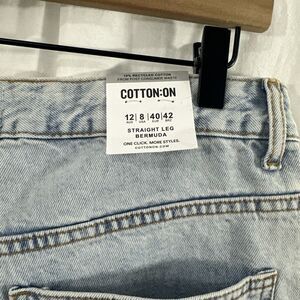 15% RECYCLED COTTON
FROM POST CONSUMER WASTE
COTTON:ON
12 8 40 42
STRAIGHT LEG
BERMUDA
ONE CLICK. MORE STYLES.
COTTONON.COM